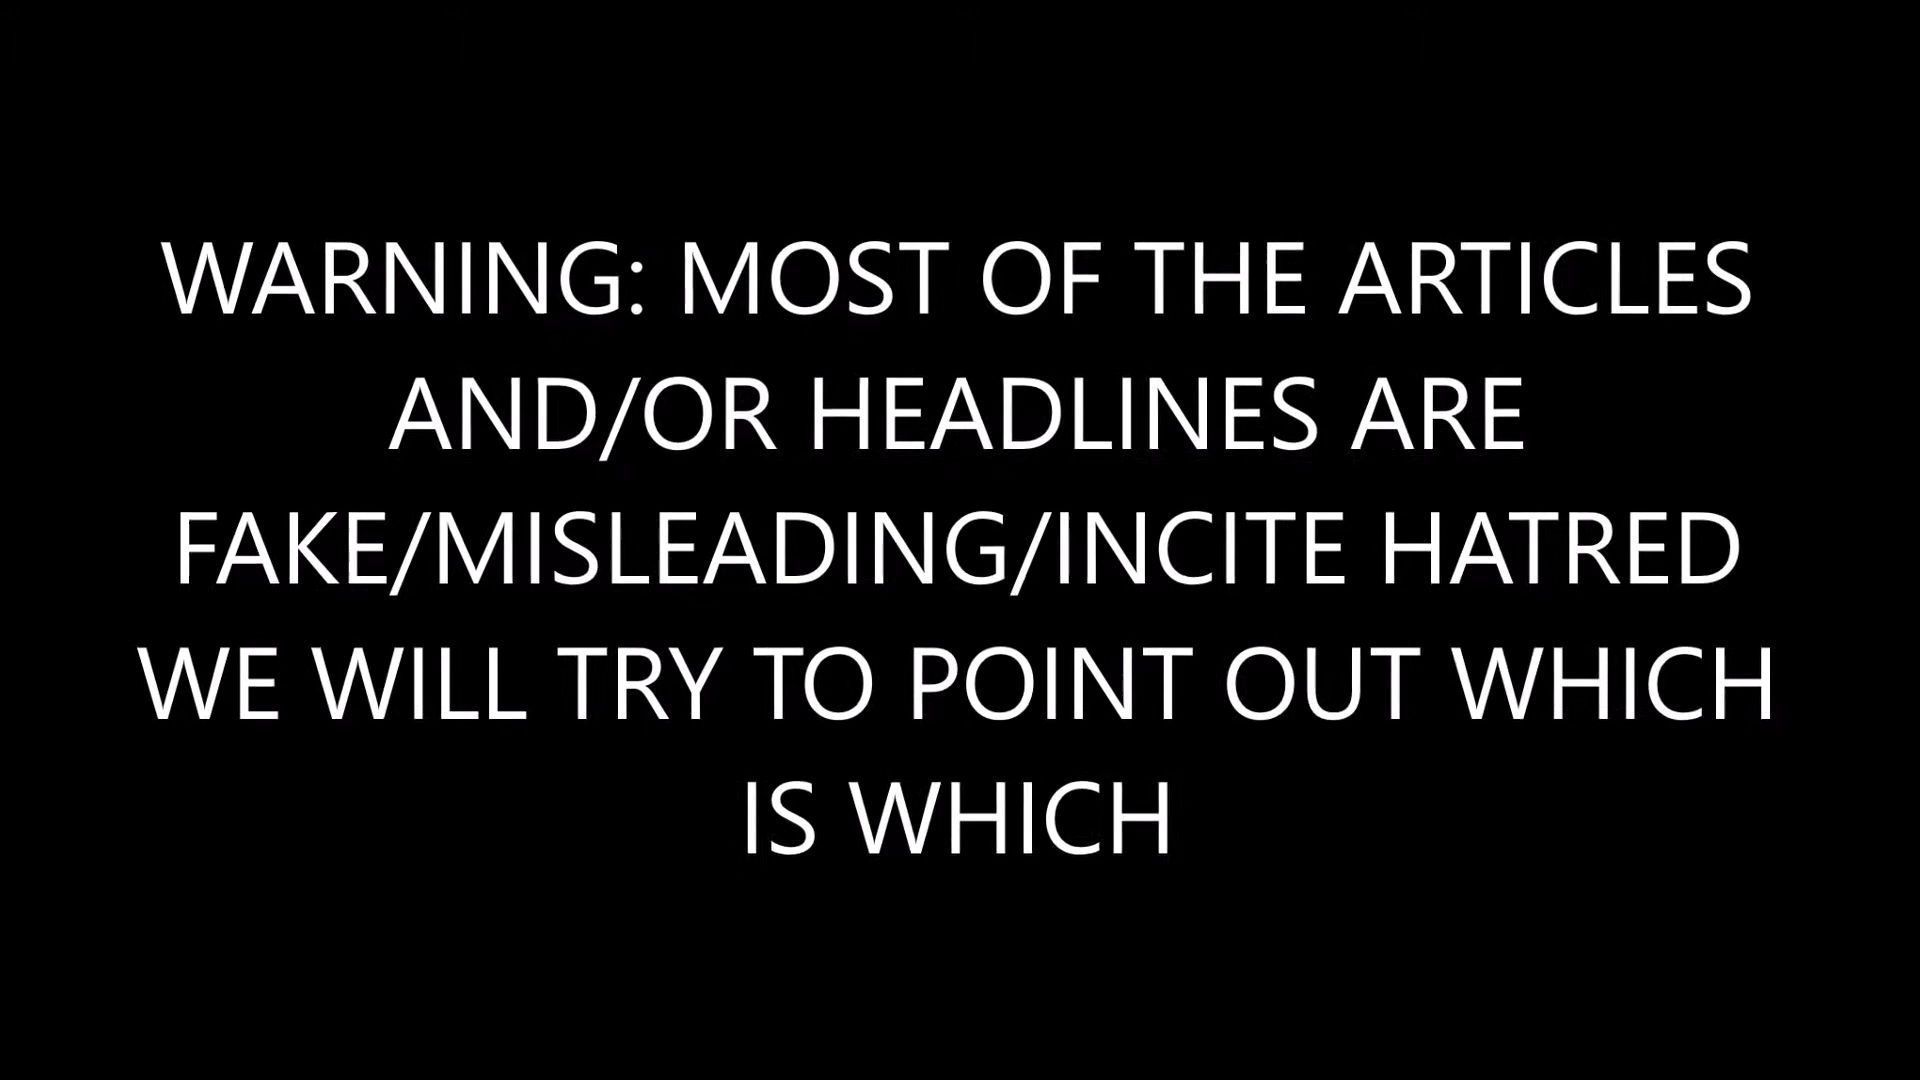 WARNING: MOST OF THE ARTICLES
AND/OR HEADLINES ARE
FAKE/MISLEADING/INCITE HATRED
WE WILL TRY TO POINT OUT WHICH
IS WHICH